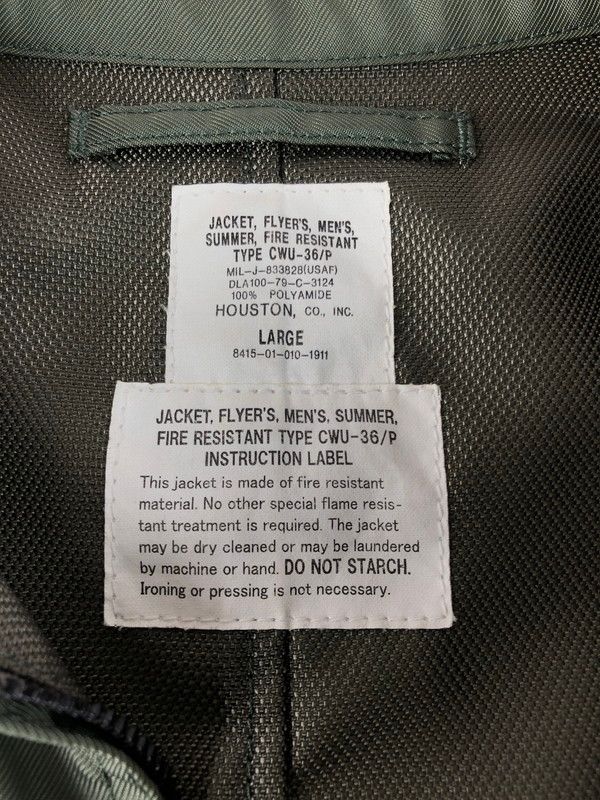 JACKET, FLYER'S, MEN'S,
SUMMER, FIRE RESISTANT
TYPE CWU-36/P
MIL-J-833828(USAF)
DLA100-79-C-3124
100% POLYAMIDE
HOUSTON, CO., INC.
LARGE
8415-01-010-1911
JACKET, FLYER'S, MEN'S, SUMMER,
FIRE RESISTANT TYPE CWU-36/P
INSTRUCTION LABEL
This jacket is made of fire resistant
material. No other special flame resis-
tant treatment is required. The jacket
may be dry cleaned or may be laundered
by machine or hand. DO NOT STARCH.
Ironing or pressing is not necessary.